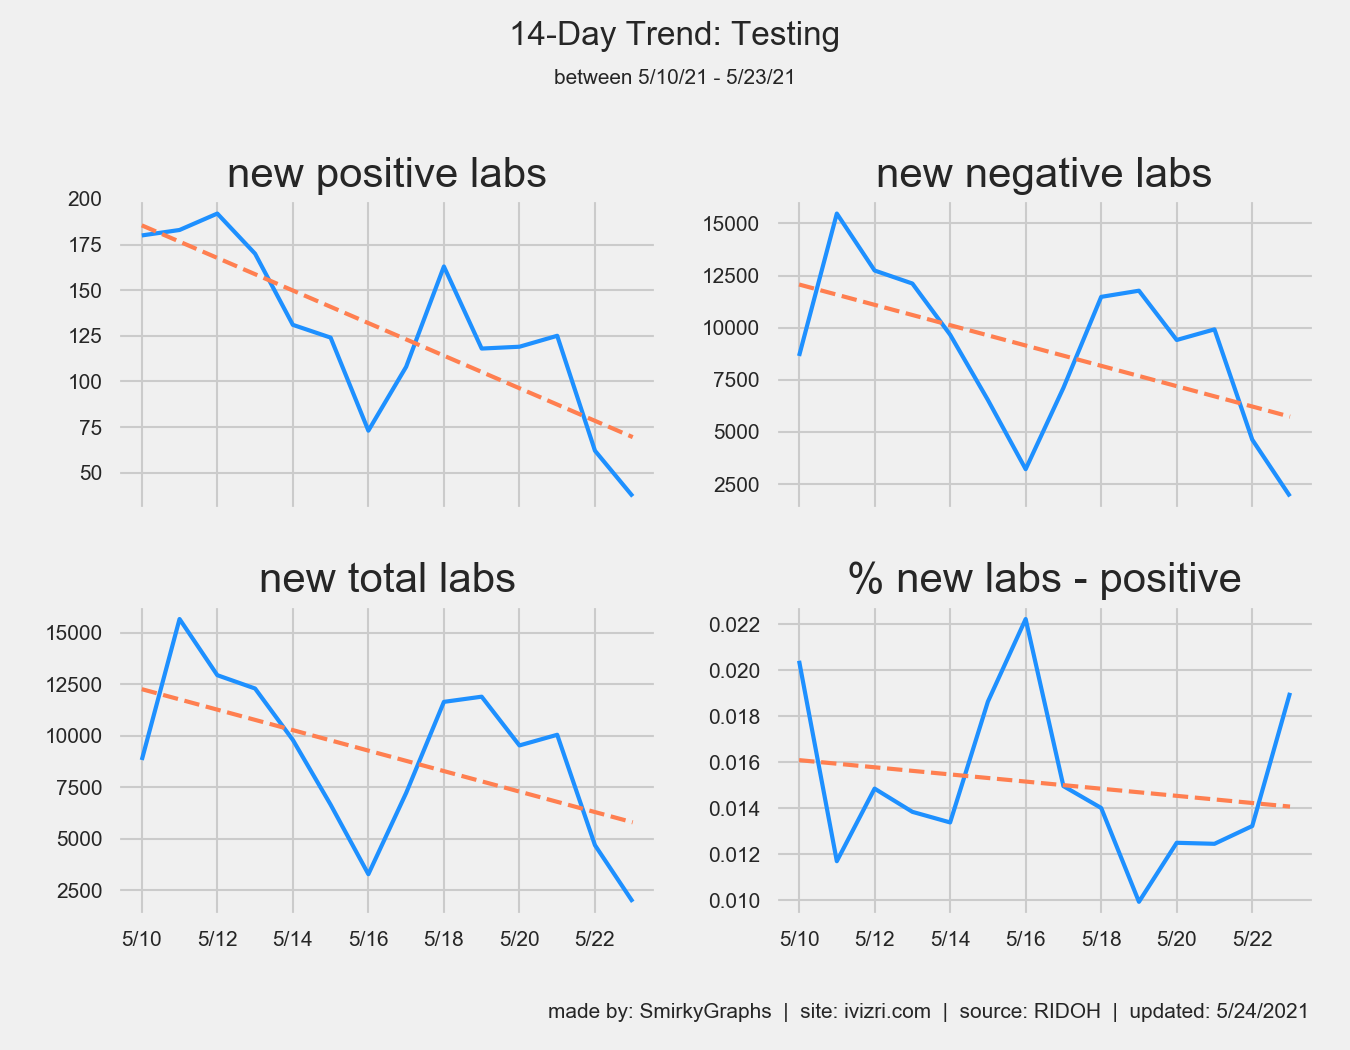 14-Day Trend: Testing
between 5/10/21 - 5/23/21
new positive labs
200
175
150
125
100
75
50
new negative labs
15000
12500
10000
7500
5000
2500
new total labs
15000
12500
10000
7500
5000
2500
5/10 5/12 5/14 5/16 5/18 5/20 5/22
% new labs - positive
0.022
0.020
0.018
0.016
0.014
0.012
0.010
5/10 5/12 5/14 5/16 5/18 5/20 5/22
made by: SmirkyGraphs | site: ivizri.com | source: RIDOH | updated: 5/24/2021